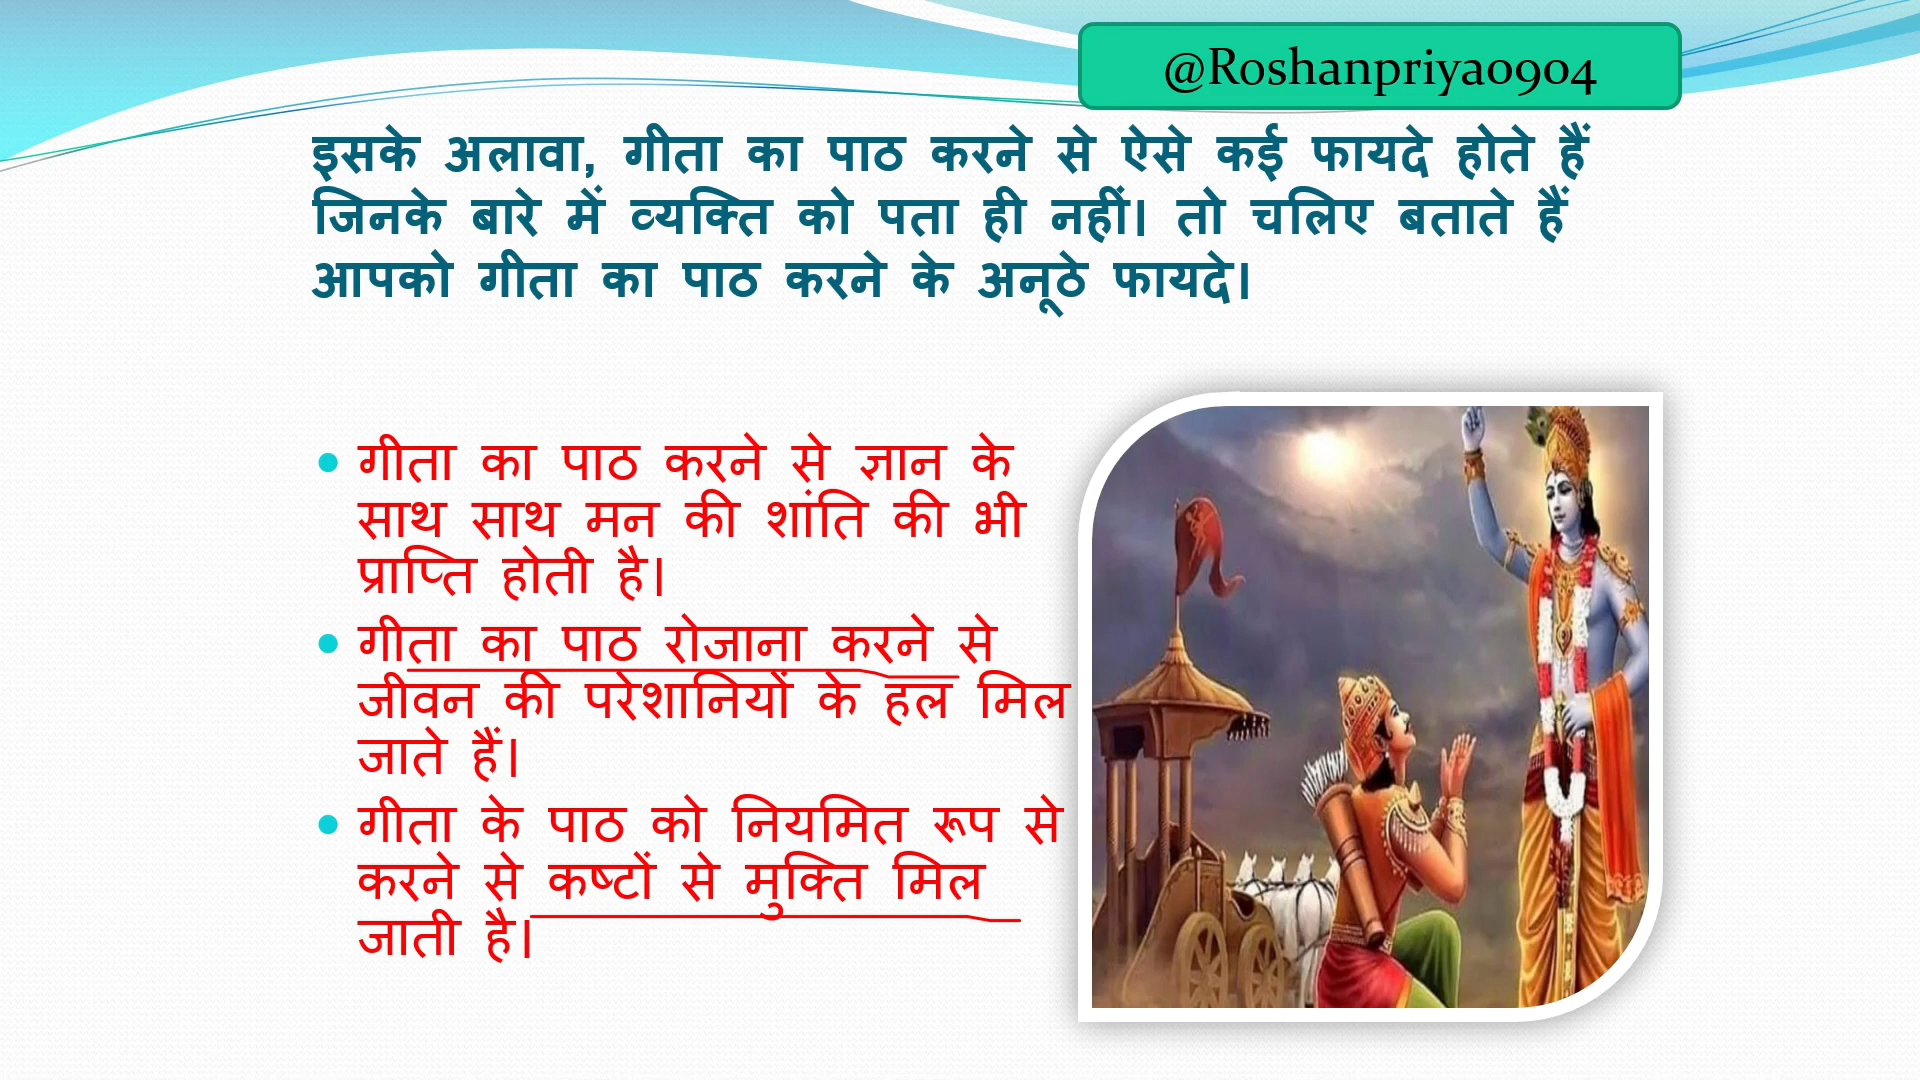 @Roshanpriya0904
इसके अलावा, गीता का पाठ करने से ऐसे कई फायदे होते हैं
जिनके बारे में व्यक्ति को पता ही नहीं। तो चलिए बताते हैं
आपको गीता का पाठ करने के अनूठे फायदे।
• गीता का पाठ करने से ज्ञान के
साथ साथ मन की शांति की भी
प्राप्ति होती है।
• गीता का पाठ रोजाना करने से
जीवन की परेशानियों के हल मिल
जाते हैं।
• गीता के पाठ को नियमित रूप से
करने से कष्टों से मुक्ति मिल
जाती है।